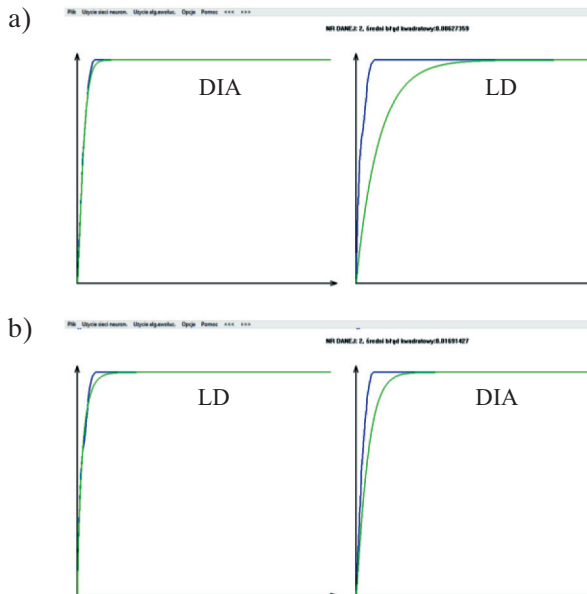 a)
Plik Użycie sieci neuron. Użycie alg.ewoluc. Opcje Pomoc <<< >>>
NR DANEJ: 2, Średni błąd kwadratowy:0.08627359
DIA LD
b)
Plik Użycie sieci neuron. Użycie alg.ewoluc. Opcje Pomoc <<< >>>
NR DANEJ: 2, Średni błąd kwadratowy:0.01691427
LD DIA